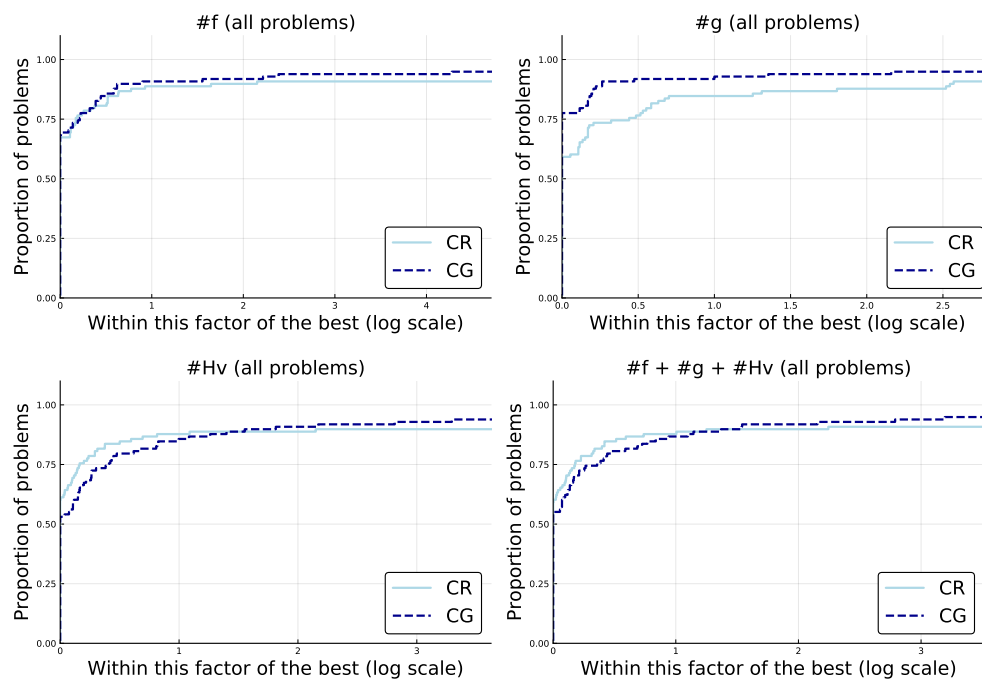 #f (all problems)
1.00
0.75
0.50
0.25
0.00
Proportion of problems
CR
CG
0 1 2 3 4
Within this factor of the best (log scale)
#g (all problems)
1.00
0.75
0.50
0.25
0.00
Proportion of problems
CR
CG
0.0 0.5 1.0 1.5 2.0 2.5
Within this factor of the best (log scale)
#Hv (all problems)
1.00
0.75
0.50
0.25
0.00
Proportion of problems
CR
CG
0 1 2 3
Within this factor of the best (log scale)
#f + #g + #Hv (all problems)
1.00
0.75
0.50
0.25
0.00
Proportion of problems
CR
CG
0 1 2 3
Within this factor of the best (log scale)